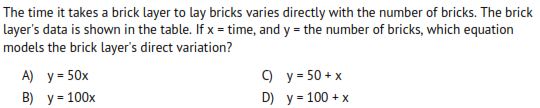 The time it takes a brick layer to lay bricks varies directly with the number of bricks. The brick
layer's data is shown in the table. If x = time, and y = the number of bricks, which equation
models the brick layer's direct variation?
A) y = 50x
C) y = 50 + x
B) y = 100x
D) y = 100 + x